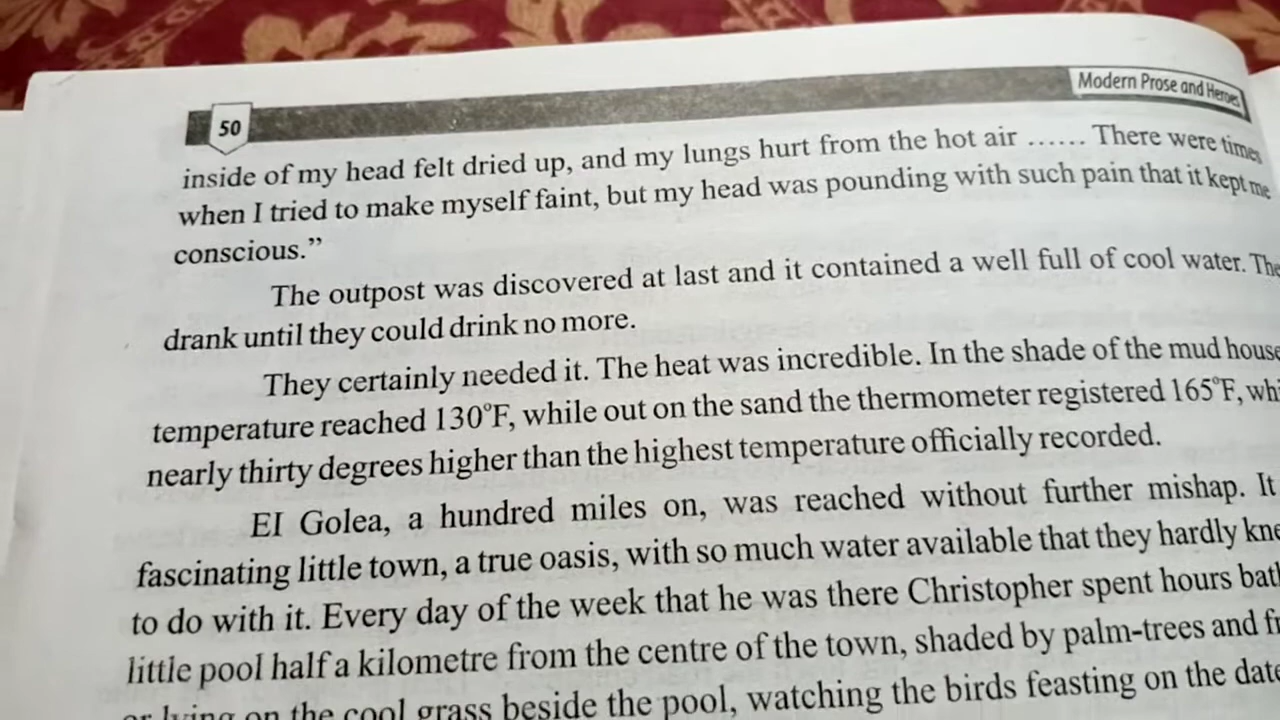 50
Modern Prose and Heroes
inside of my head felt dried up, and my lungs hurt from the hot air ...... There were times
when I tried to make myself faint, but my head was pounding with such pain that it kept me
conscious.”
The outpost was discovered at last and it contained a well full of cool water. The
drank until they could drink no more.
They certainly needed it. The heat was incredible. In the shade of the mud house
temperature reached 130°F, while out on the sand the thermometer registered 165°F, whi
nearly thirty degrees higher than the highest temperature officially recorded.
EI Golea, a hundred miles on, was reached without further mishap. It
fascinating little town, a true oasis, with so much water available that they hardly kne
to do with it. Every day of the week that he was there Christopher spent hours bath
little pool half a kilometre from the centre of the town, shaded by palm-trees and fr
or lying on the cool grass beside the pool, watching the birds feasting on the date